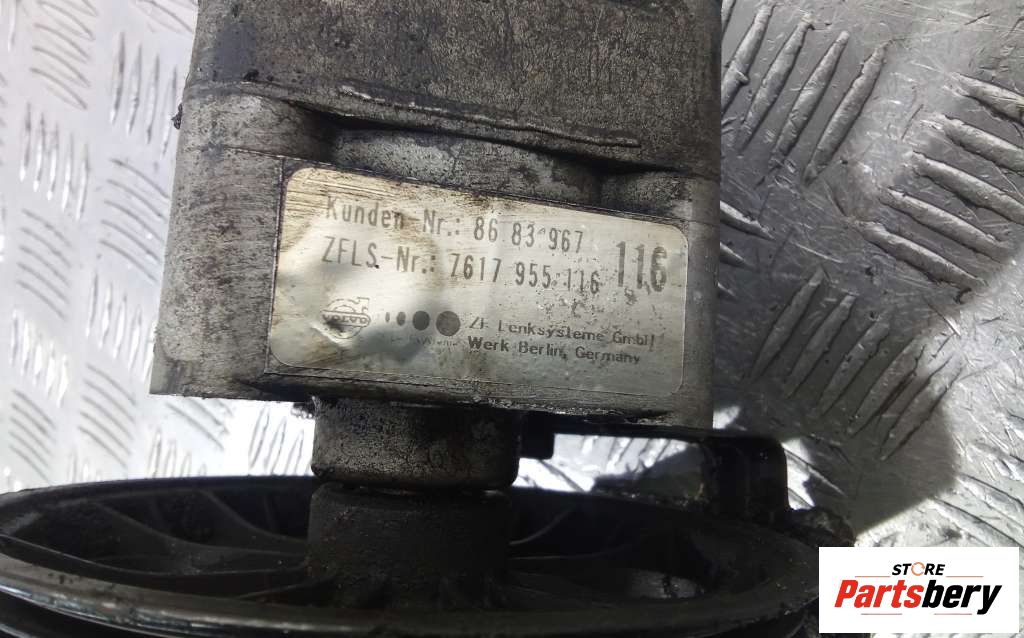 Kunden-Nr.: 86 83 967
ZFLS-Nr.: 7617 955 116 116
VOLVO
ZF Lenksysteme GmbH
Werk Berlin, Germany
STORE
Partsbery